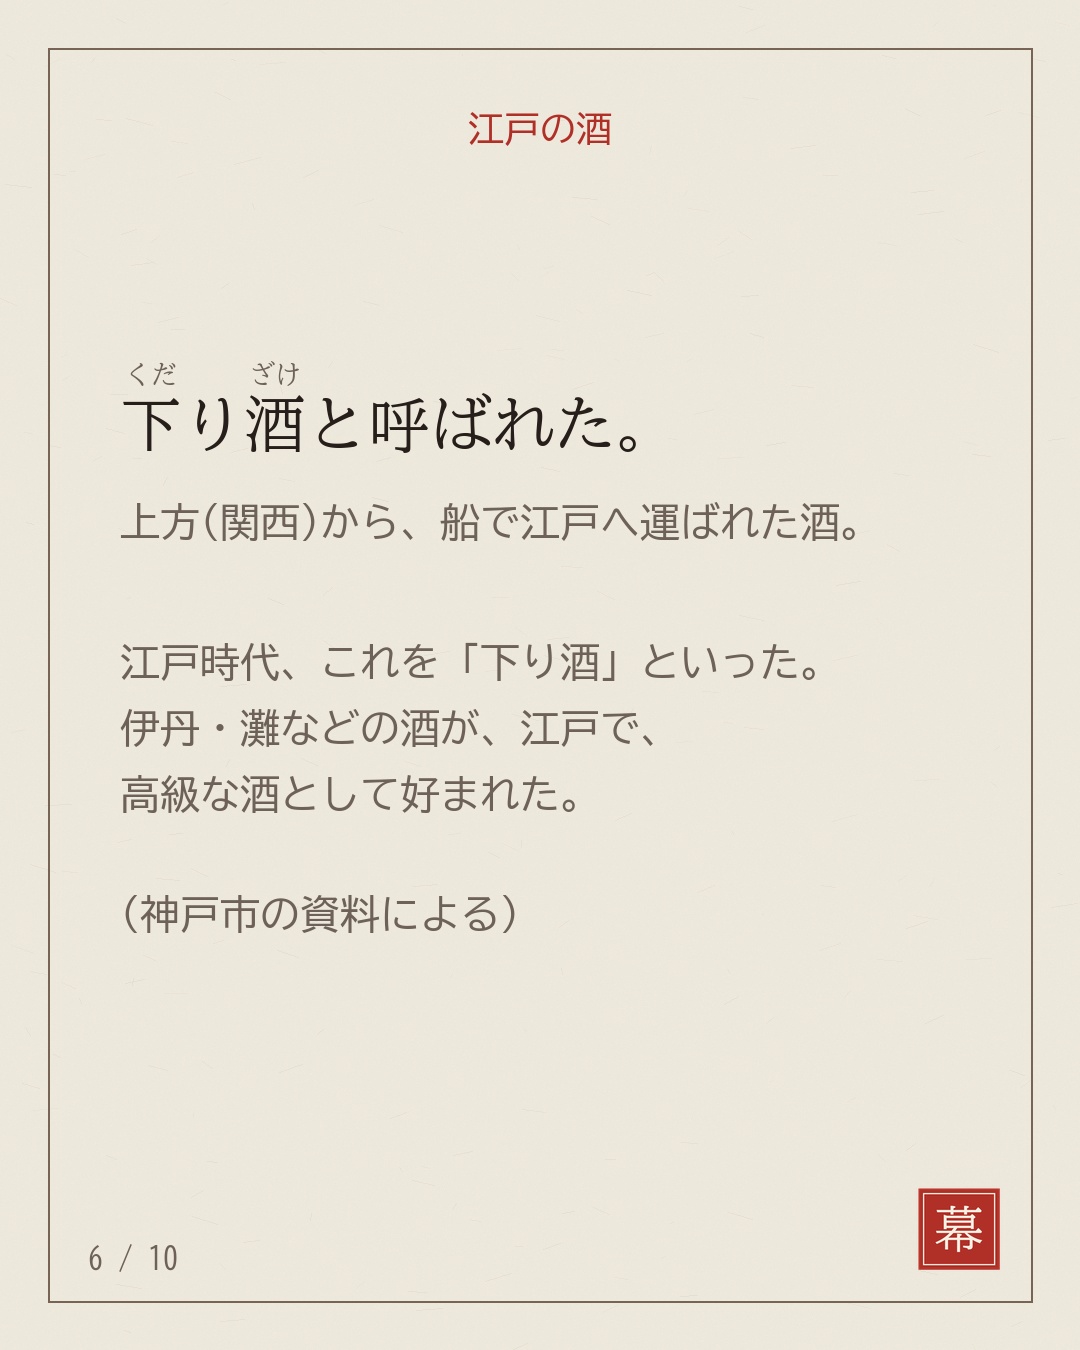 江戸の酒
くだ ざけ
下り酒と呼ばれた。
上方(関西)から、船で江戸へ運ばれた酒。
江戸時代、これを「下り酒」といった。
伊丹・灘などの酒が、江戸で、
高級な酒として好まれた。
(神戸市の資料による)
幕
6 / 10